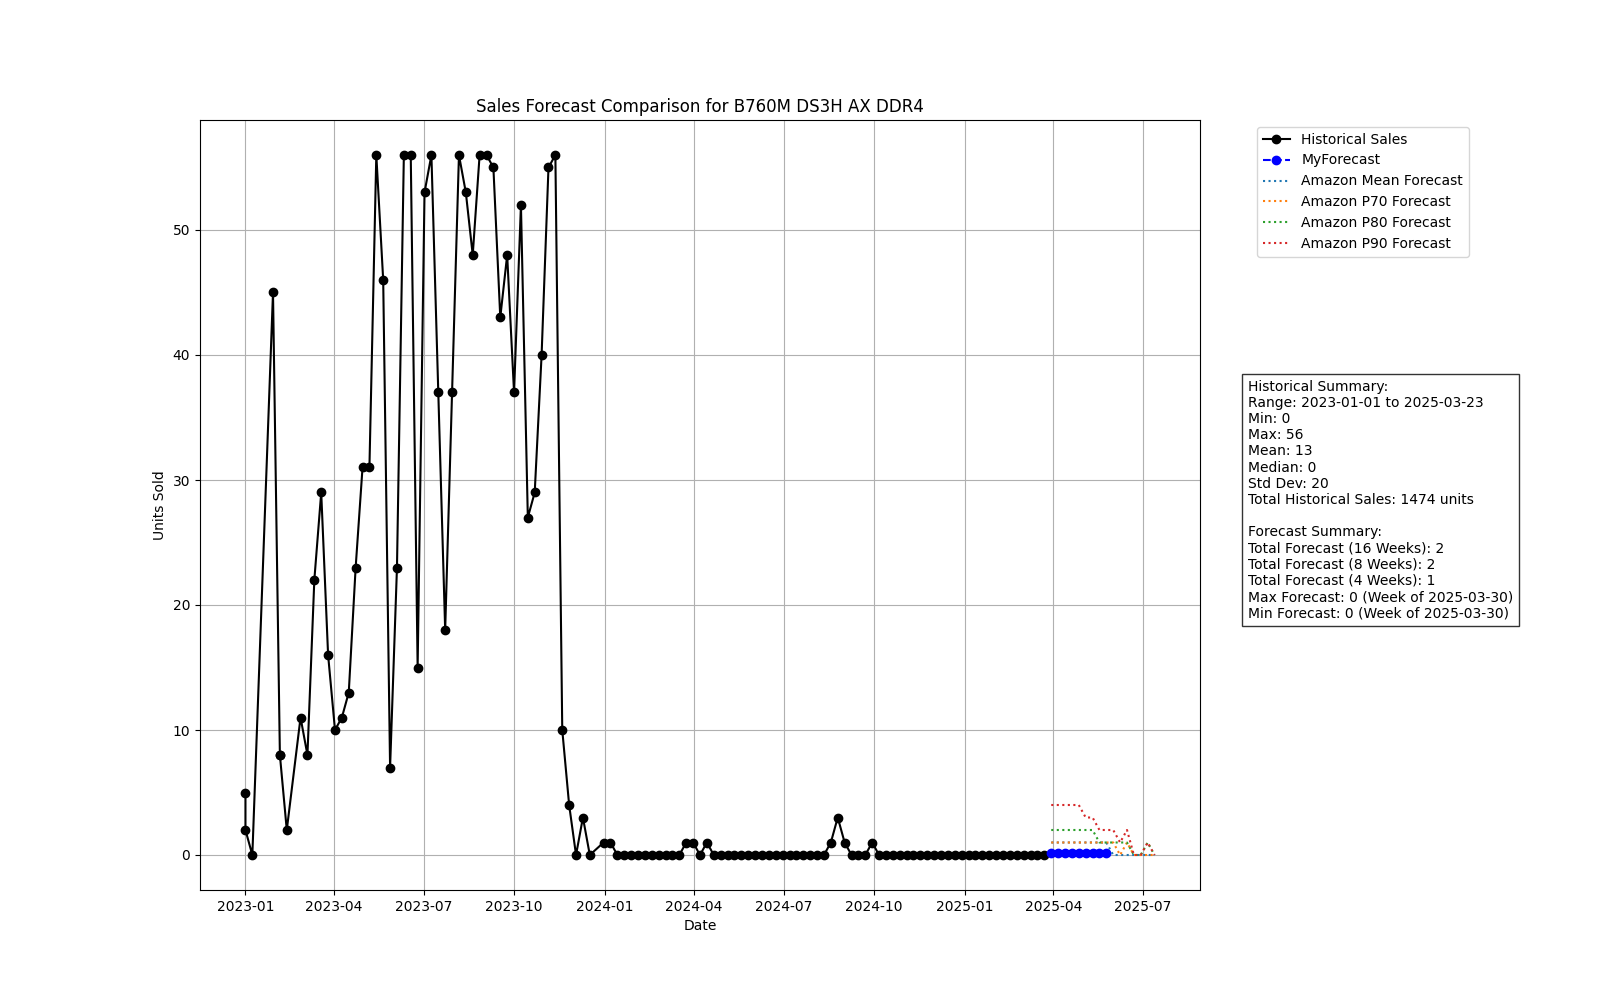 Sales Forecast Comparison for B760M DS3H AX DDR4
Historical Sales
MyForecast
Amazon Mean Forecast
Amazon P70 Forecast
Amazon P80 Forecast
Amazon P90 Forecast
Units Sold
50
40
30
20
10
0
2023-01 2023-04 2023-07 2023-10 2024-01 2024-04 2024-07 2024-10 2025-01 2025-04 2025-07
Date
Historical Summary:
Range: 2023-01-01 to 2025-03-23
Min: 0
Max: 56
Mean: 13
Median: 0
Std Dev: 20
Total Historical Sales: 1474 units
Forecast Summary:
Total Forecast (16 Weeks): 2
Total Forecast (8 Weeks): 2
Total Forecast (4 Weeks): 1
Max Forecast: 0 (Week of 2025-03-30)
Min Forecast: 0 (Week of 2025-03-30)